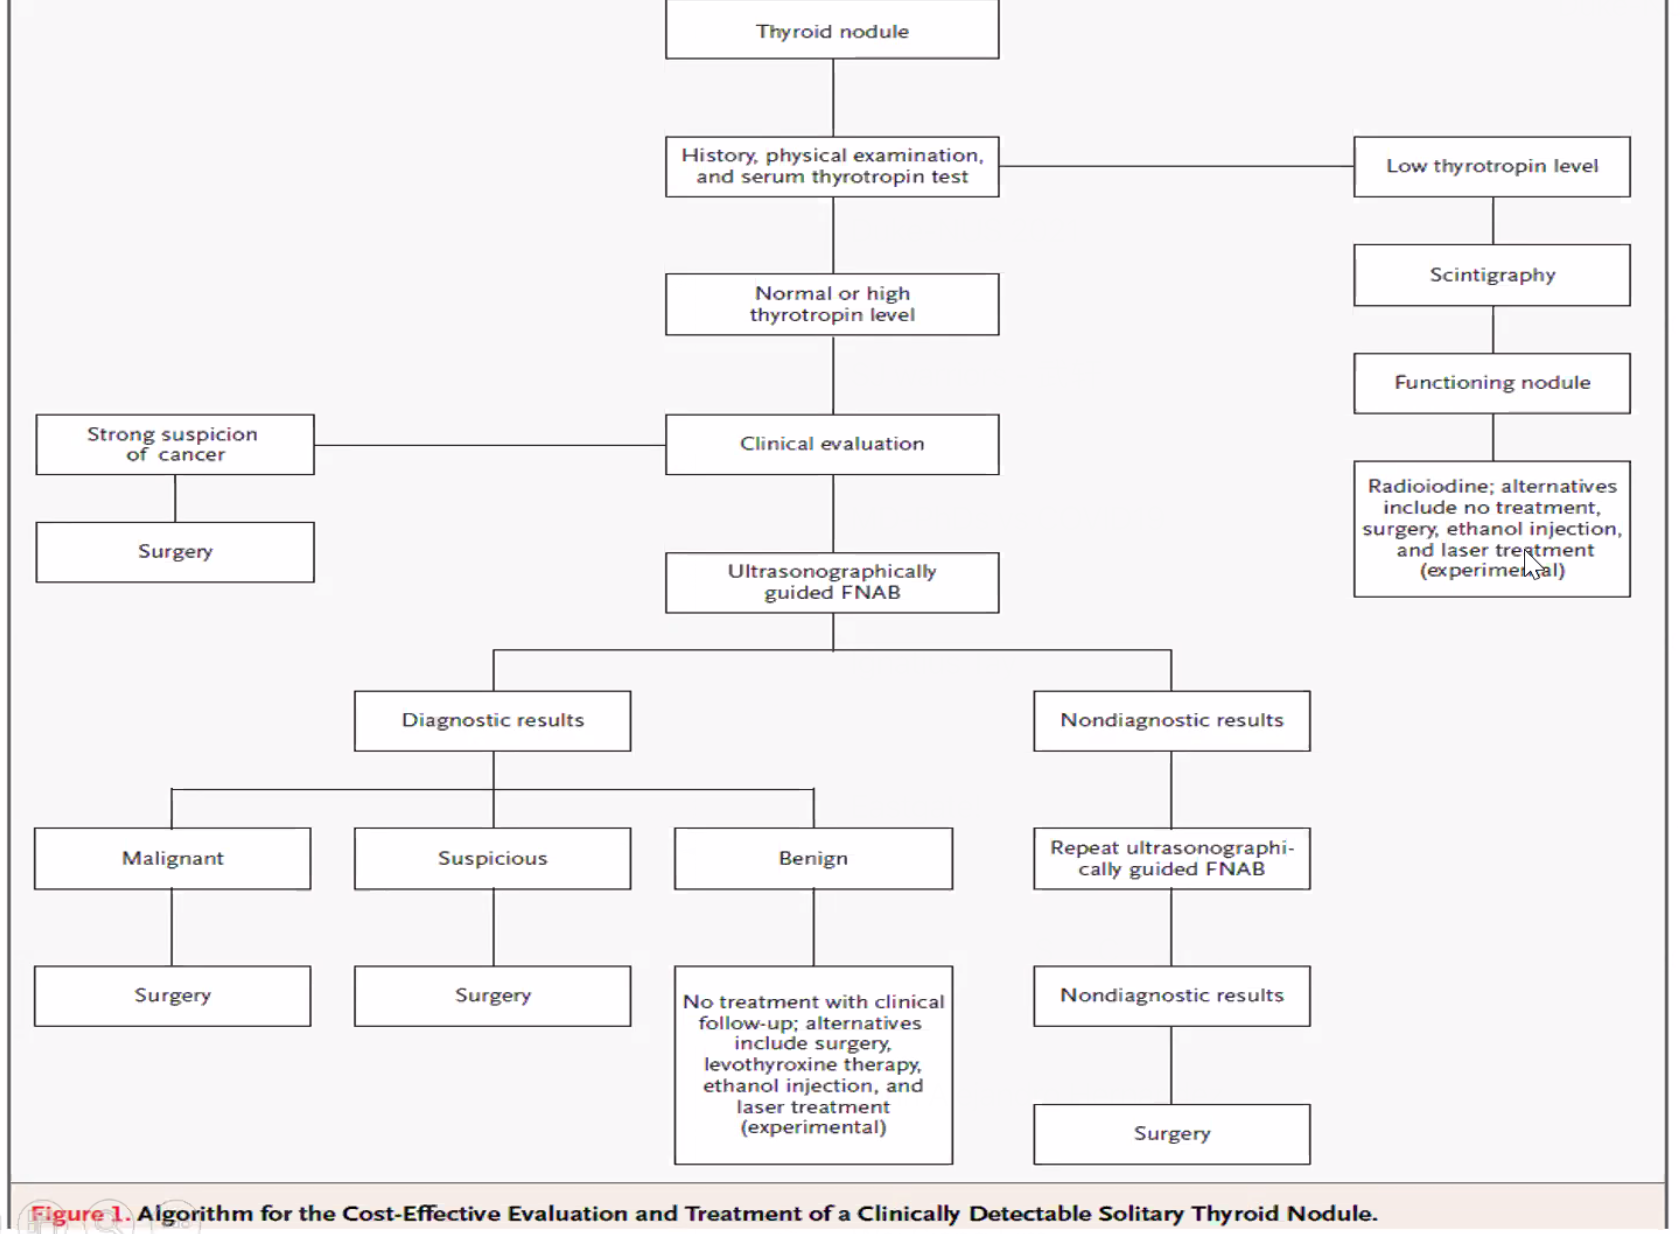 Thyroid nodule
History, physical examination,
and serum thyrotropin test
Low thyrotropin level
Scintigraphy
Normal or high
thyrotropin level
Functioning nodule
Strong suspicion
of cancer
Clinical evaluation
Surgery
Radioiodine; alternatives
include no treatment,
surgery, ethanol injection,
and laser treatment
(experimental)
Ultrasonographically
guided FNAB
Diagnostic results
Nondiagnostic results
Malignant
Suspicious
Benign
Repeat ultrasonographi-
cally guided FNAB
Surgery
Surgery
No treatment with clinical
follow-up; alternatives
include surgery,
levothyroxine therapy,
ethanol injection, and
laser treatment
(experimental)
Nondiagnostic results
Surgery
Figure 1. Algorithm for the Cost-Effective Evaluation and Treatment of a Clinically Detectable Solitary Thyroid Nodule.